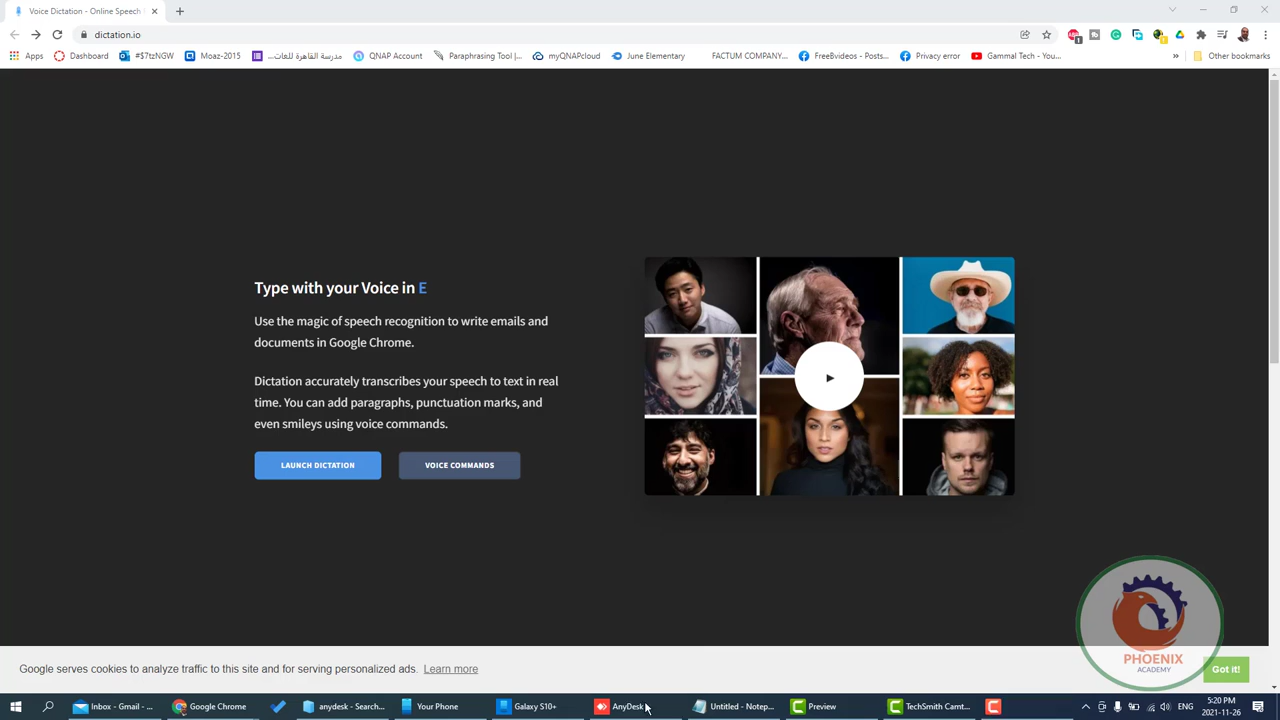 Voice Dictation - Online Speech
dictation.io
Apps
Dashboard
#$7tzNGW
Moaz-2015
مدرسة القاهرة للغات...
QNAP Account
Paraphrasing Tool |...
myQNAPcloud
June Elementary
FACTUM COMPANY...
FreeBvideos - Posts...
Privacy error
Gammal Tech - You...
»
Other bookmarks
Type with your Voice in E
Use the magic of speech recognition to write emails and
documents in Google Chrome.
Dictation accurately transcribes your speech to text in real
time. You can add paragraphs, punctuation marks, and
even smileys using voice commands.
LAUNCH DICTATION
VOICE COMMANDS
PHOENIX
ACADEMY
Google serves cookies to analyze traffic to this site and for serving personalized ads. Learn more
Got it!
Inbox - Gmail - ...
Google Chrome
anydesk - Search...
Your Phone
Galaxy S10+
AnyDesk
Untitled - Notep...
Preview
TechSmith Camt...
ENG
5:20 PM
2021-11-26